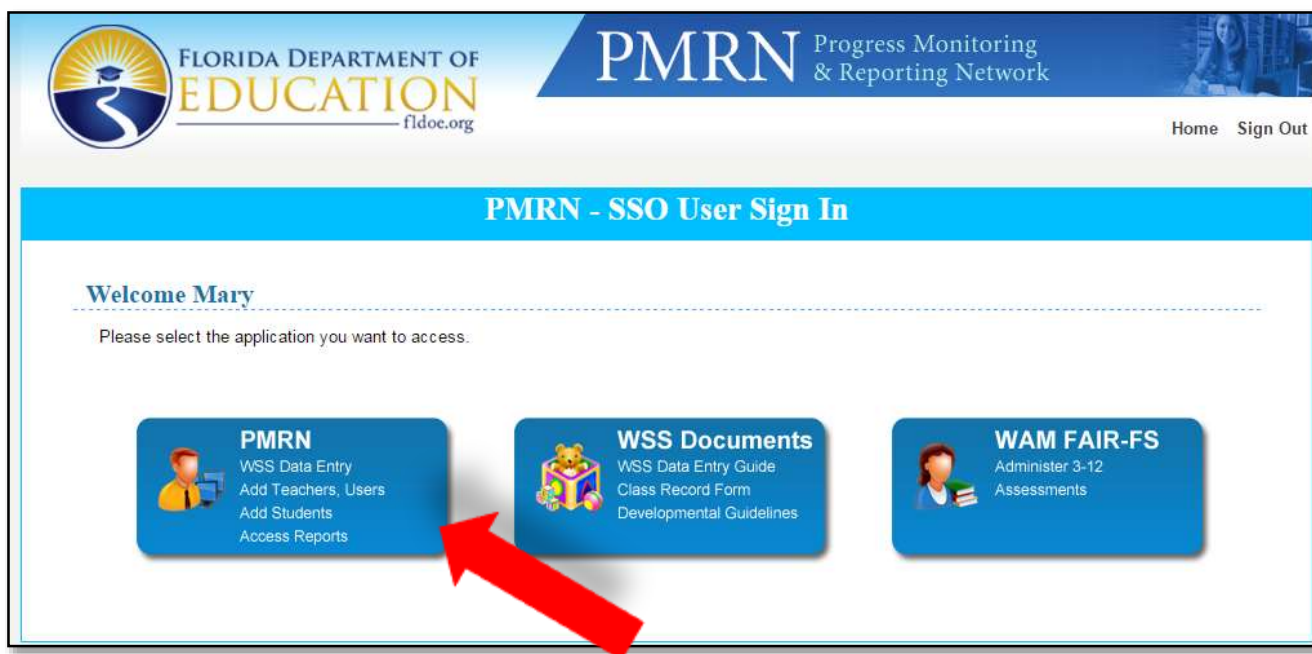 FLORIDA DEPARTMENT OF
EDUCATION
fldoe.org
PMRN Progress Monitoring
& Reporting Network
Home Sign Out
PMRN - SSO User Sign In
Welcome Mary
Please select the application you want to access.
PMRN
WSS Data Entry
Add Teachers, Users
Add Students
Access Reports
WSS Documents
WSS Data Entry Guide
Class Record Form
Developmental Guidelines
WAM FAIR-FS
Administer 3-12
Assessments